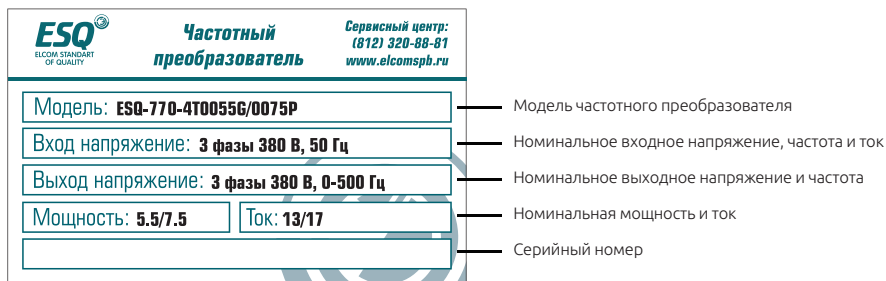 ESQ®
ELCOM STANDART
OF QUALITY
Частотный
преобразователь
Сервисный центр:
(812) 320-88-81
www.elcomspb.ru
Модель: ESQ-770-4T0055G/0075P
Модель частотного преобразователя
Вход напряжение: 3 фазы 380 В, 50 Гц
Номинальное входное напряжение, частота и ток
Выход напряжение: 3 фазы 380 В, 0-500 Гц
Номинальное выходное напряжение и частота
Мощность: 5.5/7.5
Ток: 13/17
Номинальная мощность и ток
Серийный номер